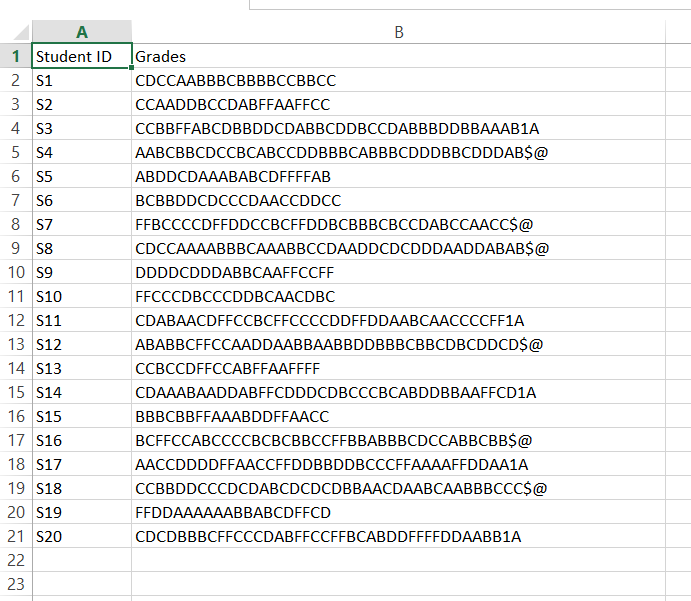 A B
1 Student ID Grades
2 S1 CDCCAABBBCBBBBCCBBCC
3 S2 CCAADDBCCDABFFAAFFCC
4 S3 CCBBFFABCDBBDDCDABBCDDBCCDABBBDDBBAAAB1A
5 S4 AABCBBCDCCBCABCCDDBBBCABBBCDDDBBCDDDAB$@
6 S5 ABDDCDAAABABCDFFFFAB
7 S6 BCBBDDCDCCCDAACCDDCC
8 S7 FFBCCCCDFFDDCCBCFFDDBCBBBCBCCDABCCAACC$@
9 S8 CDCCAAAABBBCAAABBCCDAADDCDCDDDAADDABAB$@
10 S9 DDDDCDDDABBCAAFFCCFF
11 S10 FFCCCDBCCCDDBCAACDBC
12 S11 CDABAACDFFCCBCFFCCCCDDFFDDAABCAACCCCFF1A
13 S12 ABABBCFFCCAADDAABBAABBDDBBBCBBCDBCDDCD$@
14 S13 CCBCCDFFCCABFFAAFFFF
15 S14 CDAAABAADDABFFCDDDCDBCCCBCABDDBBAAFFCD1A
16 S15 BBBCBBFFAAABDDFFAACC
17 S16 BCFFCCABCCCCBCBCBBCCFFBBABBBCDCCABBCBB$@
18 S17 AACCDDDDFFAACCFFDDBBDDBCCCFFAAAAFFDDAA1A
19 S18 CCBBDDCCCDCDABCDCDCDBBAACDAABCAABBBCCC$@
20 S19 FFDDAAAAAABBABCDFFCD
21 S20 CDCDBBBCFFCCCDABFFCCFFBCABDDFFFFDDAABB1A
22
23